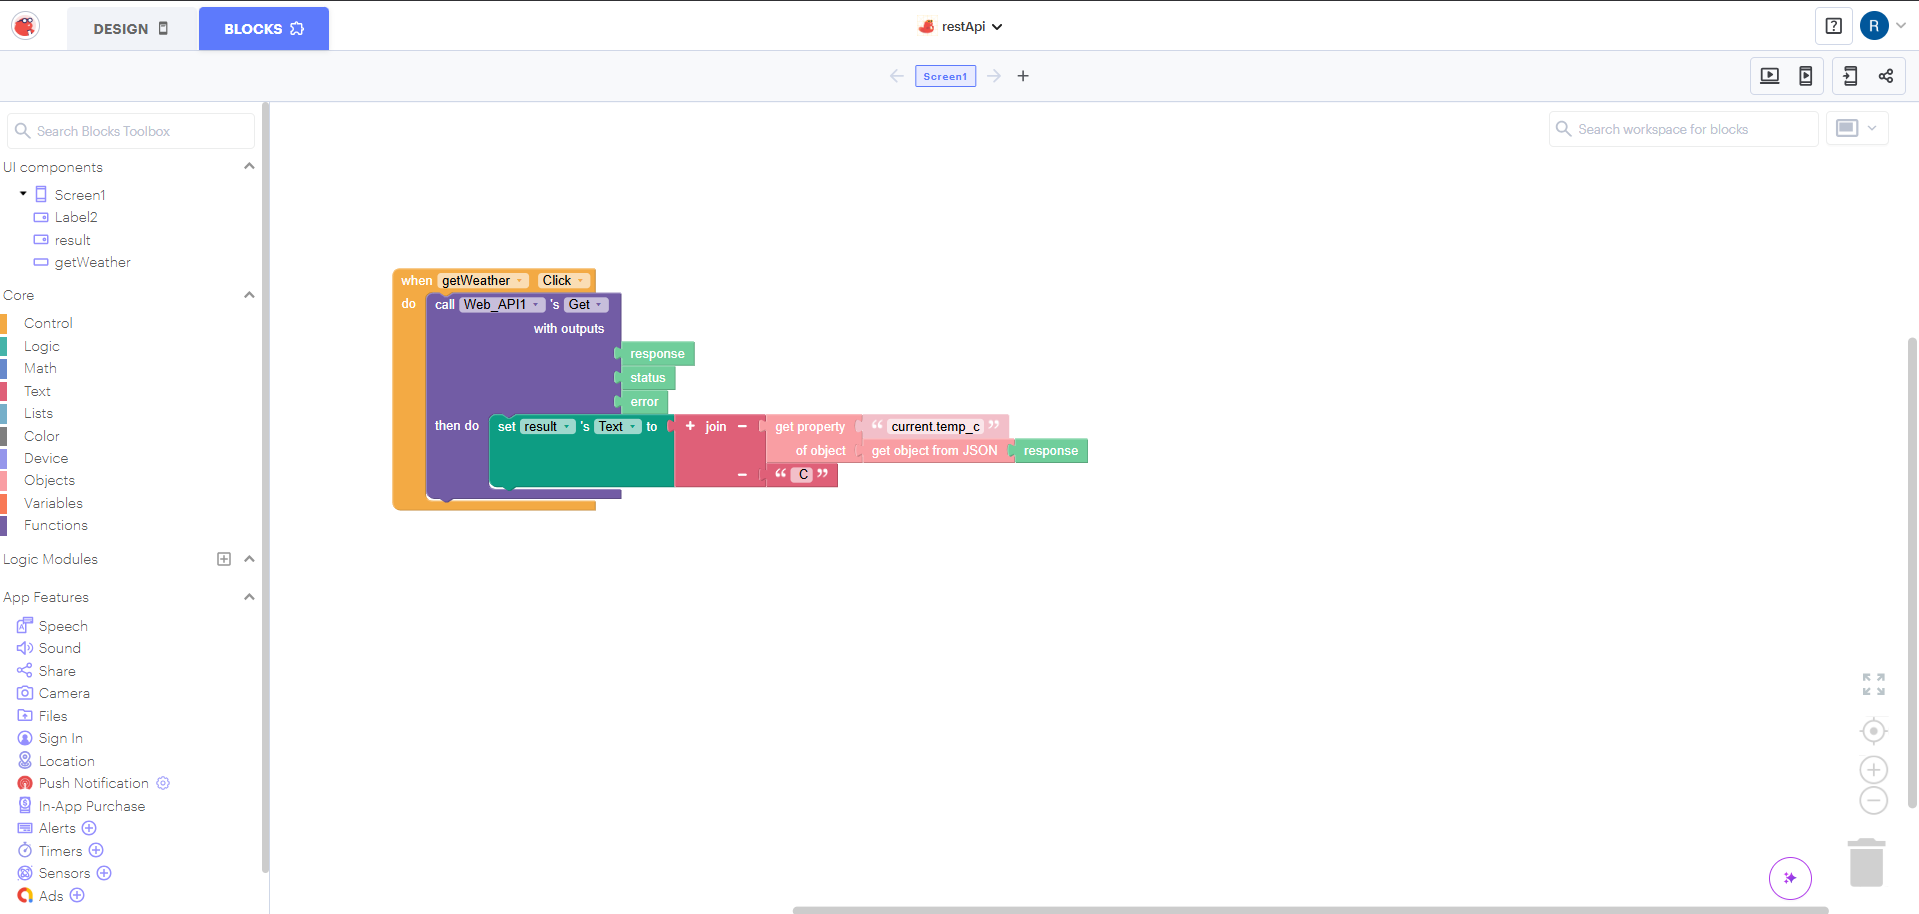 DESIGN
BLOCKS
restApi
?
R
Screen1
+
Search Blocks Toolbox
Search workspace for blocks
UI components
Screen1
Label2
result
getWeather
Core
Control
Logic
Math
Text
Lists
Color
Device
Objects
Variables
Functions
Logic Modules
App Features
Speech
Sound
Share
Camera
Files
Sign In
Location
Push Notification
In-App Purchase
Alerts
Timers
Sensors
Ads
when getWeather Click
do call Web_API1 's Get
with outputs
response
status
error
then do set result 's Text to + join − get property “ current.temp_c ”
of object get object from JSON response
− “ C ”